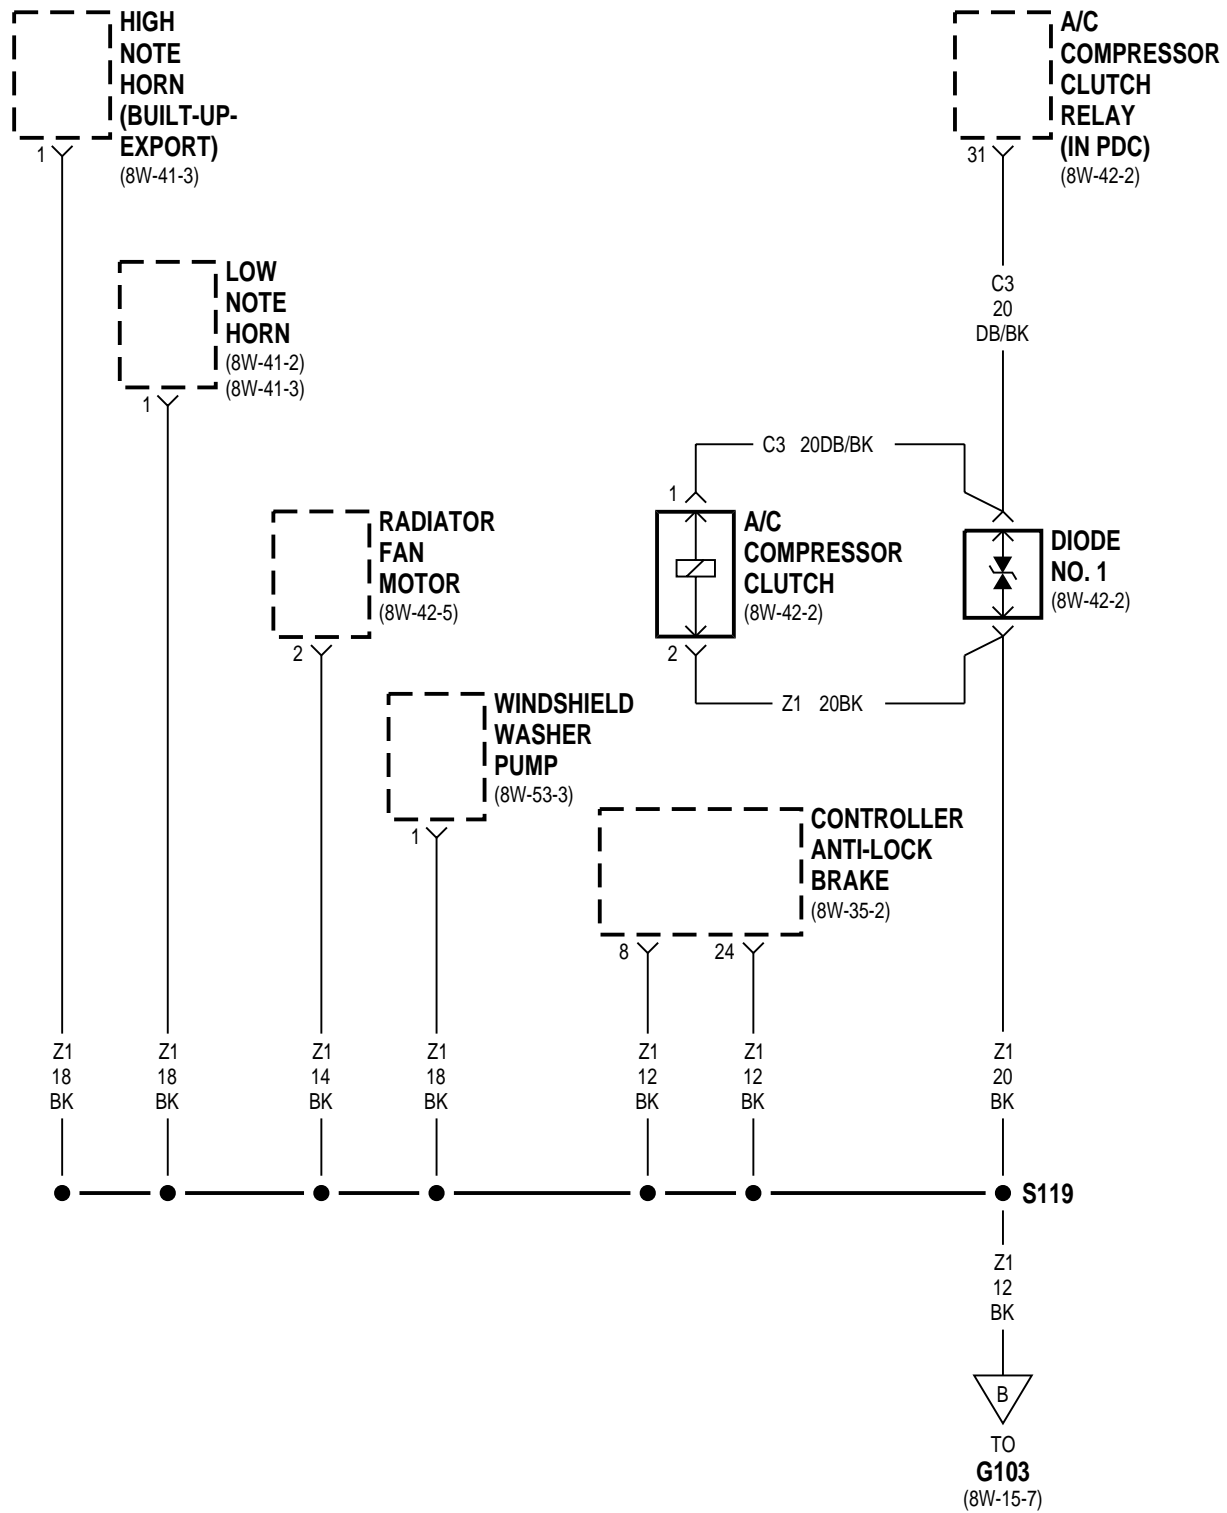 HIGH
NOTE
HORN
(BUILT-UP-
EXPORT)
(8W-41-3)
1
A/C
COMPRESSOR
CLUTCH
RELAY
(IN PDC)
(8W-42-2)
31
LOW
NOTE
HORN
(8W-41-2)
(8W-41-3)
1
C3
20
DB/BK
C3 20DB/BK
RADIATOR
FAN
MOTOR
(8W-42-5)
2
1
A/C
COMPRESSOR
CLUTCH
(8W-42-2)
2
DIODE
NO. 1
(8W-42-2)
Z1 20BK
WINDSHIELD
WASHER
PUMP
(8W-53-3)
1
CONTROLLER
ANTI-LOCK
BRAKE
(8W-35-2)
8 24
Z1 Z1 Z1 Z1 Z1 Z1 Z1
18 18 14 18 12 12 20
BK BK BK BK BK BK BK
S119
Z1
12
BK
B
TO
G103
(8W-15-7)